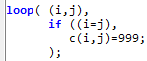 loop( (i,j),
if ((i=j),
c(i,j)=999;
);